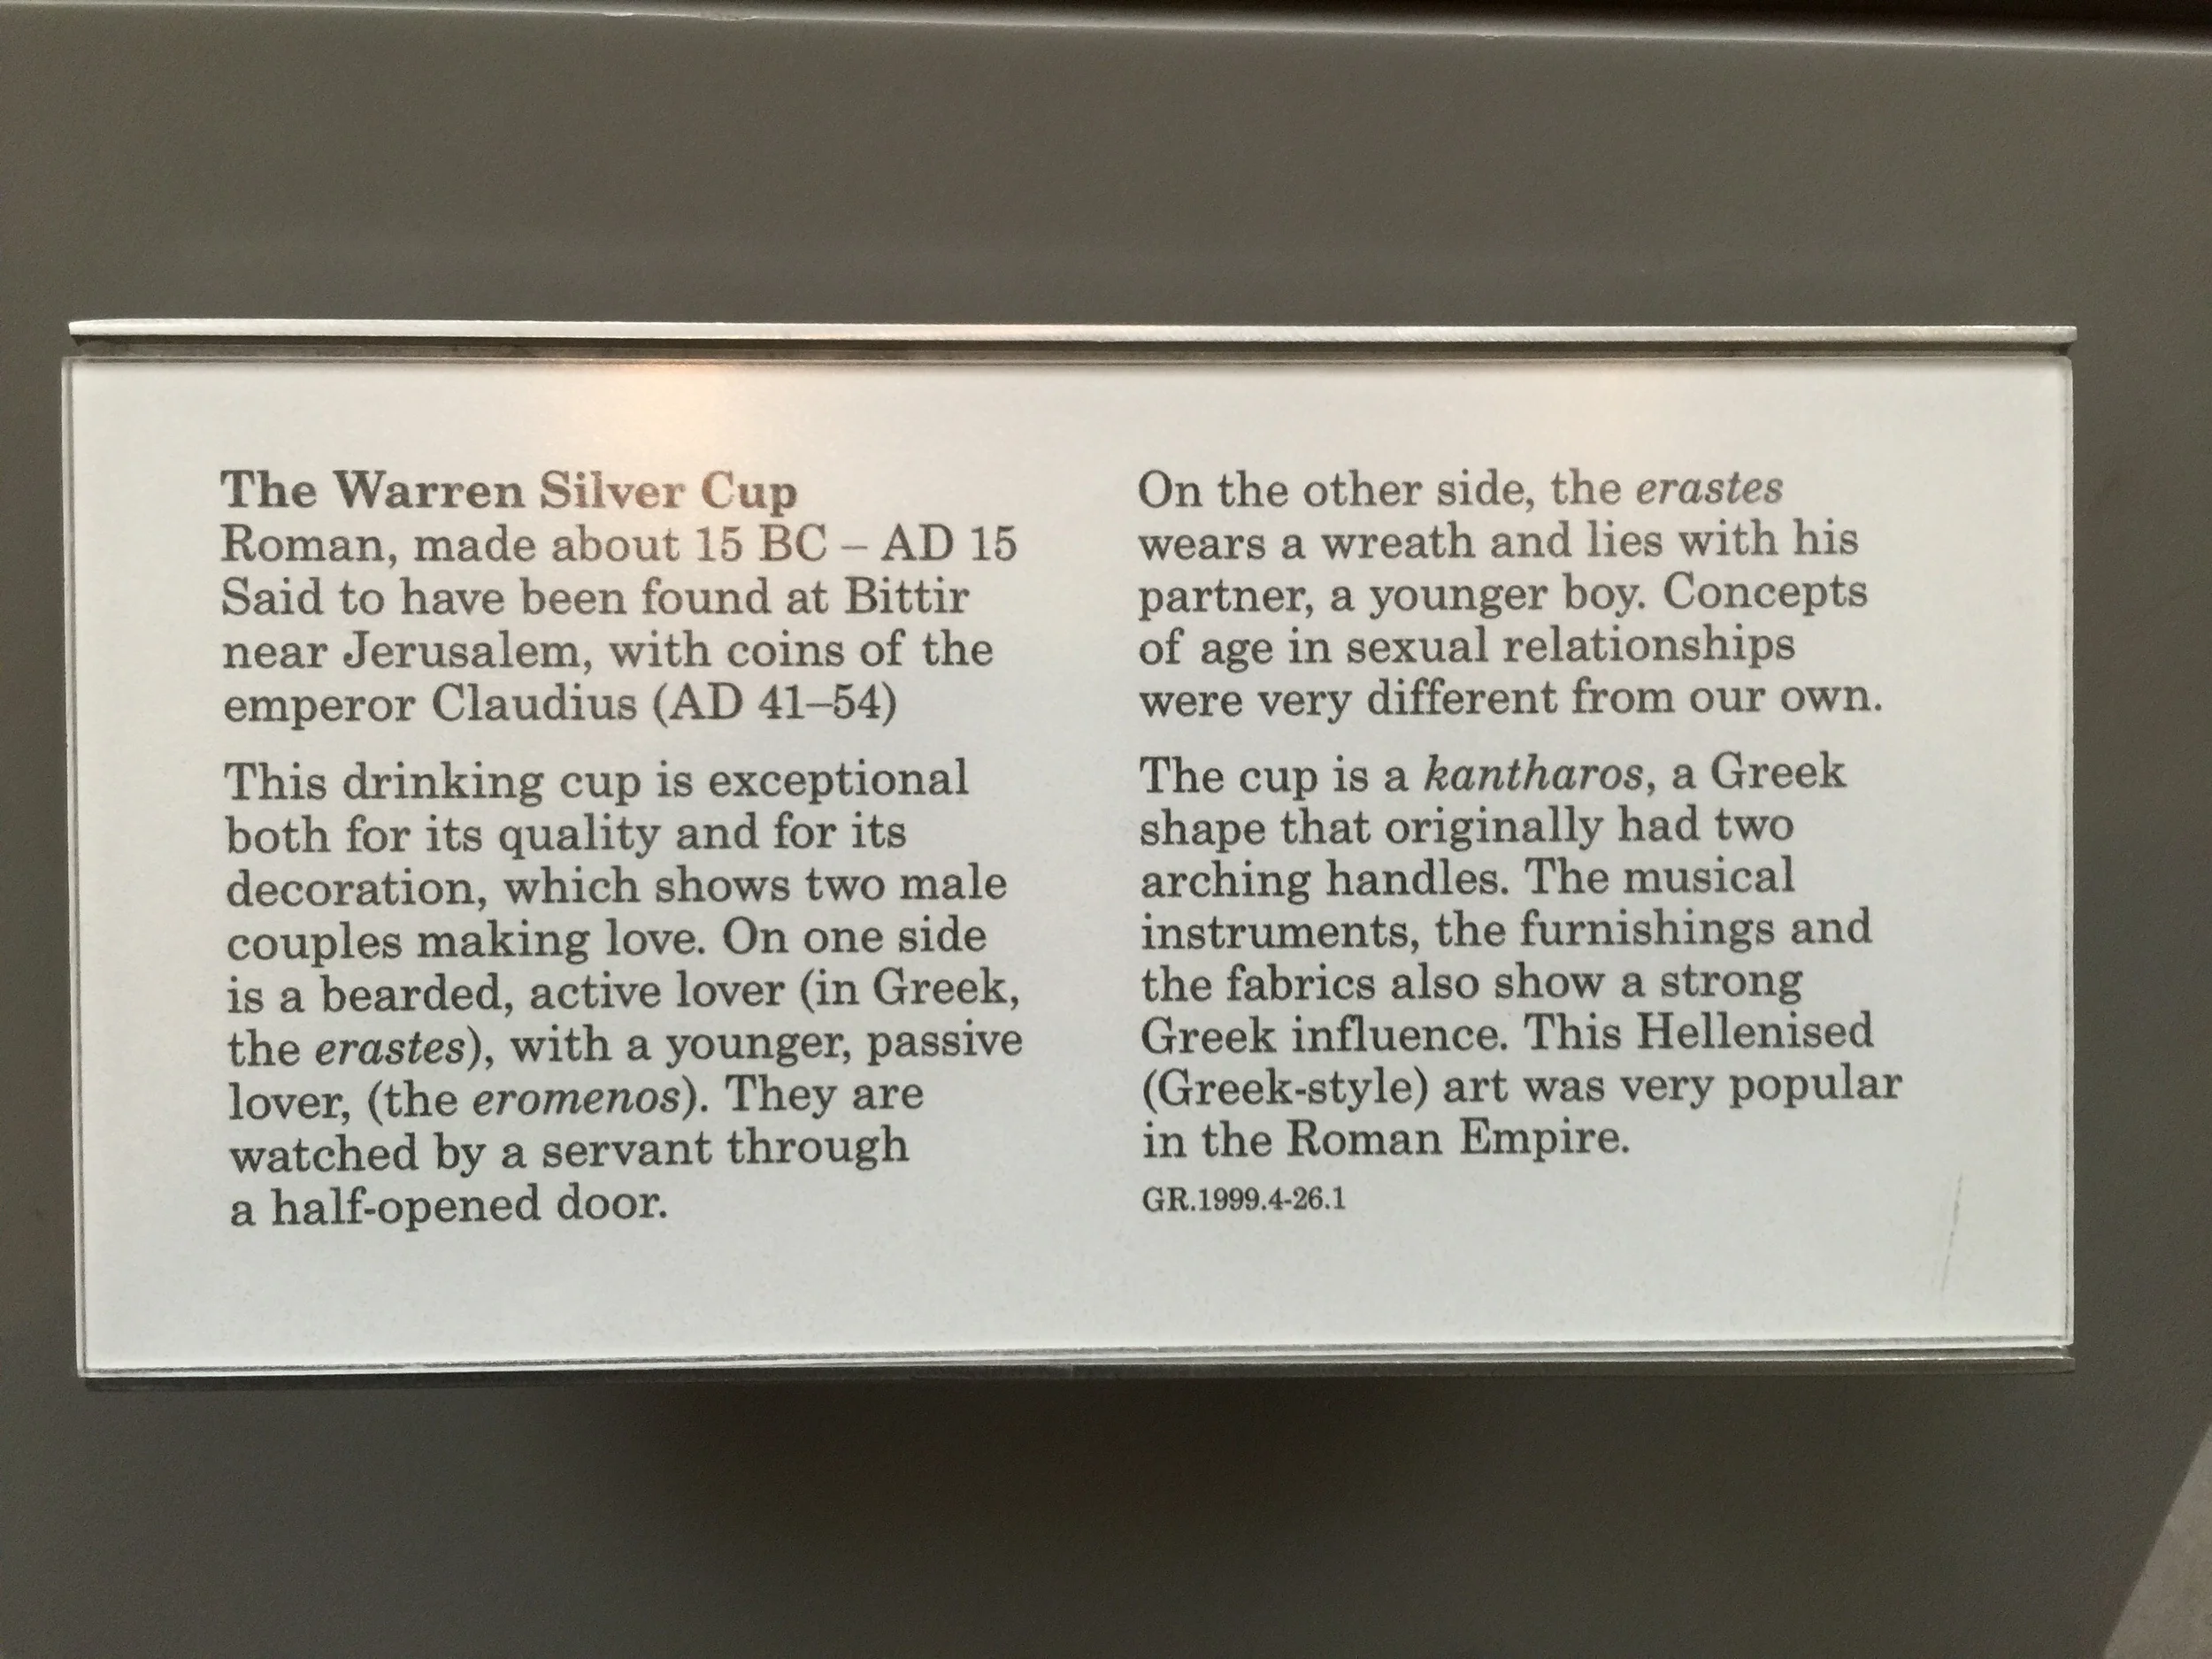 The Warren Silver Cup
Roman, made about 15 BC – AD 15
Said to have been found at Bittir
near Jerusalem, with coins of the
emperor Claudius (AD 41–54)
This drinking cup is exceptional
both for its quality and for its
decoration, which shows two male
couples making love. On one side
is a bearded, active lover (in Greek,
the erastes), with a younger, passive
lover, (the eromenos). They are
watched by a servant through
a half-opened door.
On the other side, the erastes
wears a wreath and lies with his
partner, a younger boy. Concepts
of age in sexual relationships
were very different from our own.
The cup is a kantharos, a Greek
shape that originally had two
arching handles. The musical
instruments, the furnishings and
the fabrics also show a strong
Greek influence. This Hellenised
(Greek-style) art was very popular
in the Roman Empire.
GR.1999.4-26.1